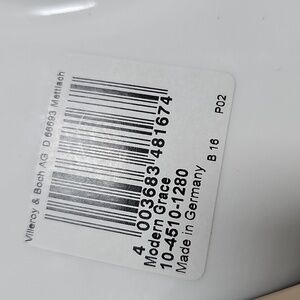 Villeroy & Boch AG D 66693 Mettlach
4 003683 481674
Modern Grace
10-4510-1280
Made in Germany B 16 P02